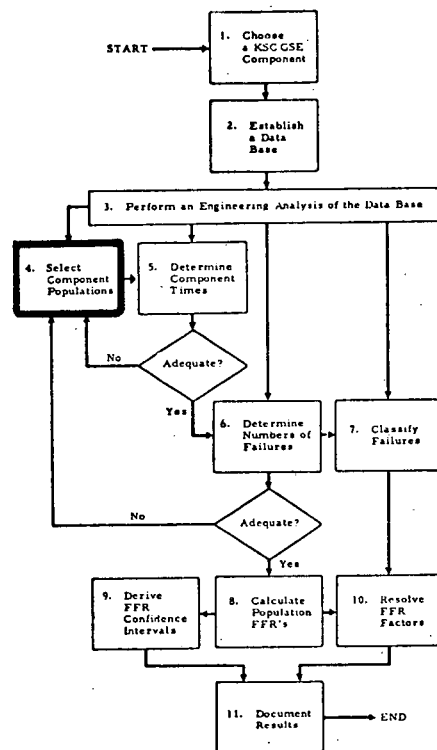 START
1. Choose
a KSC GSE
Component
2. Establish
a Data
Base
3. Perform an Engineering Analysis of the Data Base
4. Select
Component
Populations
5. Determine
Component
Times
No
Adequate?
Yes
6. Determine
Numbers of
Failures
7. Classify
Failures
No
Adequate?
Yes
9. Derive
FFR
Confidence
Intervals
8. Calculate
Population
FFR's
10. Resolve
FFR
Factors
11. Document
Results
END